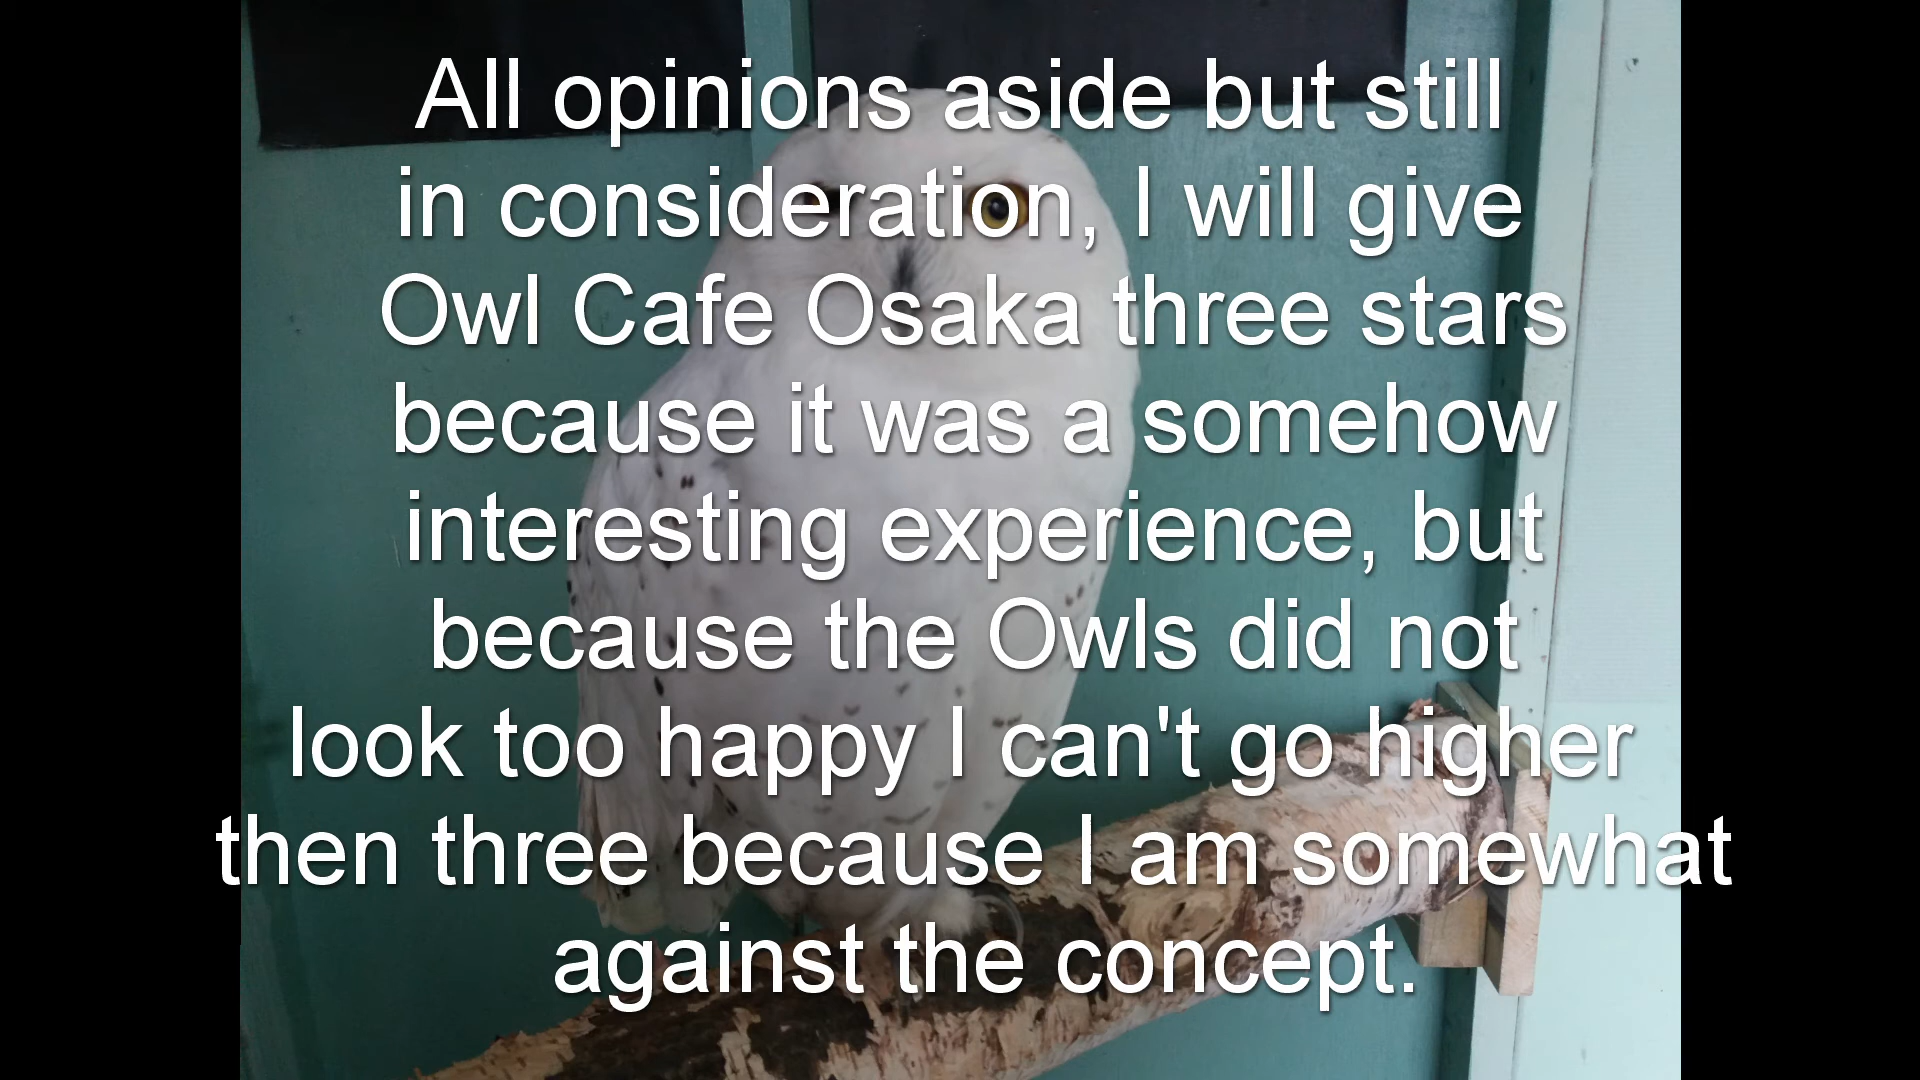 All opinions aside but still
in consideration, I will give
Owl Cafe Osaka three stars
because it was a somehow
interesting experience, but
because the Owls did not
look too happy I can't go higher
then three because I am somewhat
against the concept.